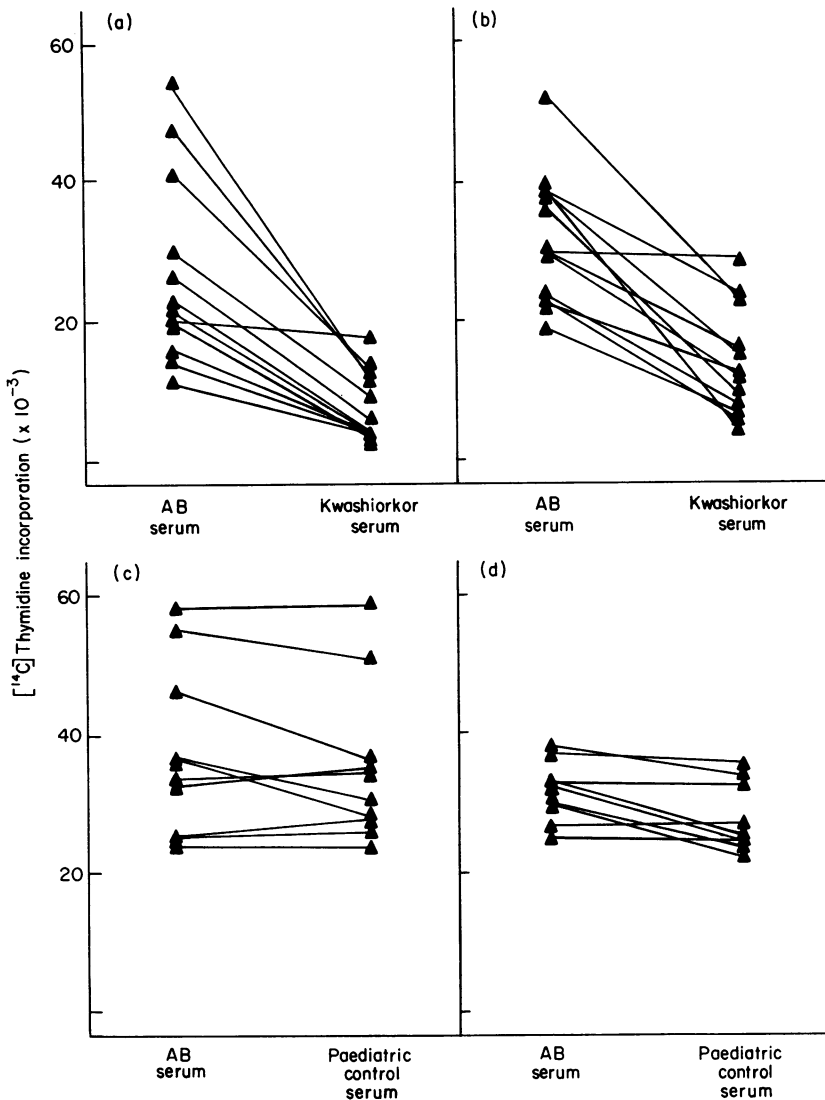 (a)
(b)
60
40
20
AB
serum
Kwashiorkor
serum
AB
serum
Kwashiorkor
serum
[¹⁴C]Thymidine incorporation (x 10⁻³)
(c)
(d)
60
40
20
AB
serum
Paediatric
control
serum
AB
serum
Paediatric
control
serum